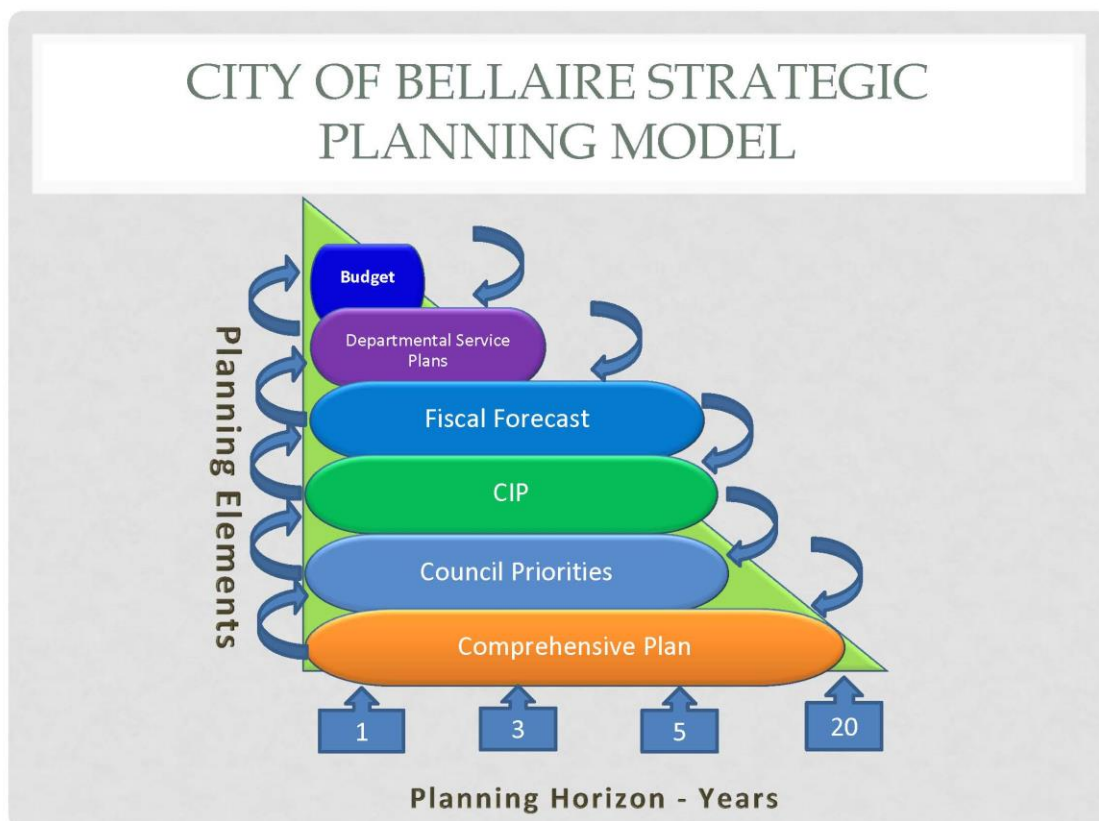 CITY OF BELLAIRE STRATEGIC
PLANNING MODEL
Budget
Departmental Service
Plans
Fiscal Forecast
CIP
Council Priorities
Comprehensive Plan
Planning Elements
1
3
5
20
Planning Horizon - Years